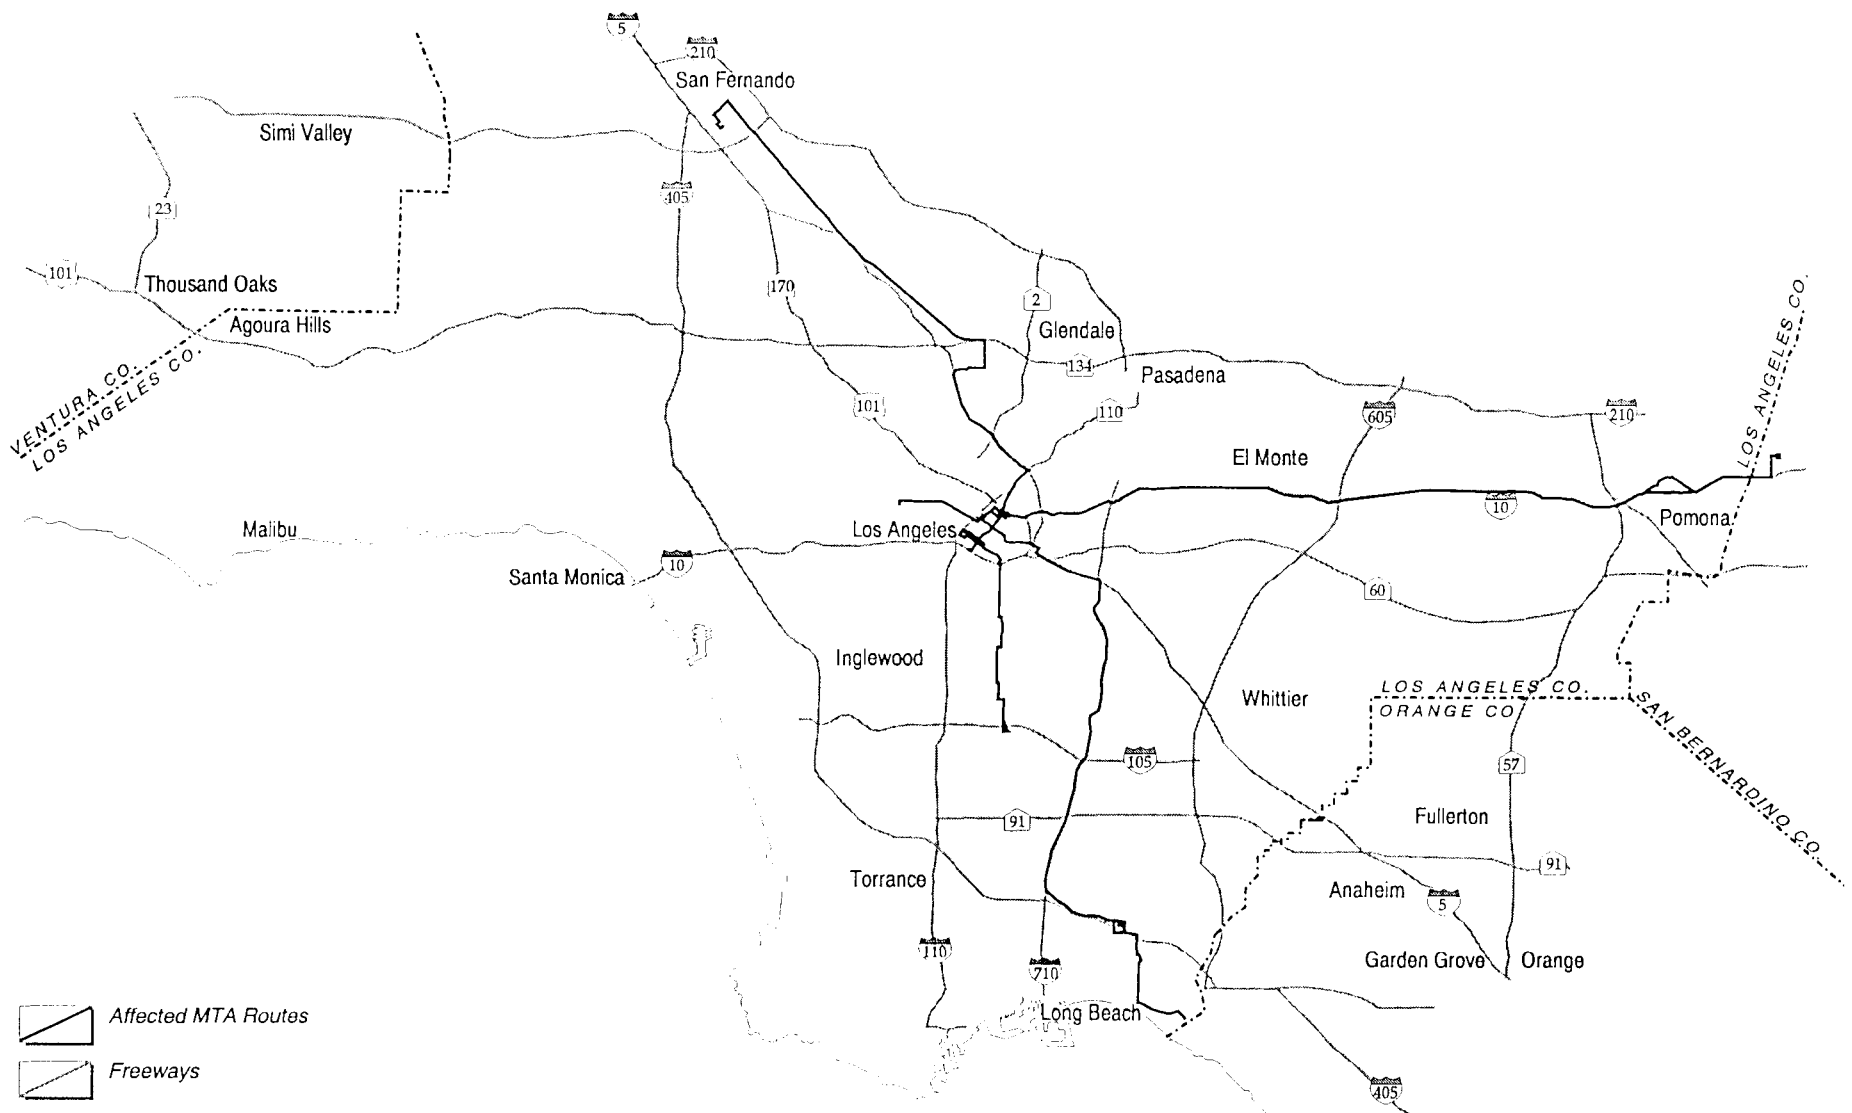 5
210
San Fernando
Simi Valley
405
23
101
Thousand Oaks
170
2
Agoura Hills
Glendale
134
Pasadena
VENTURA CO.
LOS ANGELES CO.
101
110
605
210
LOS ANGELES CO.
El Monte
10
Pomona
Malibu
Los Angeles
10
Santa Monica
60
Inglewood
Whittier
LOS ANGELES CO.
ORANGE CO
SAN BERNARDINO CO.
105
57
91
Fullerton
91
Torrance
Anaheim
5
110
710
Garden Grove
Orange
Long Beach
405
Affected MTA Routes
Freeways